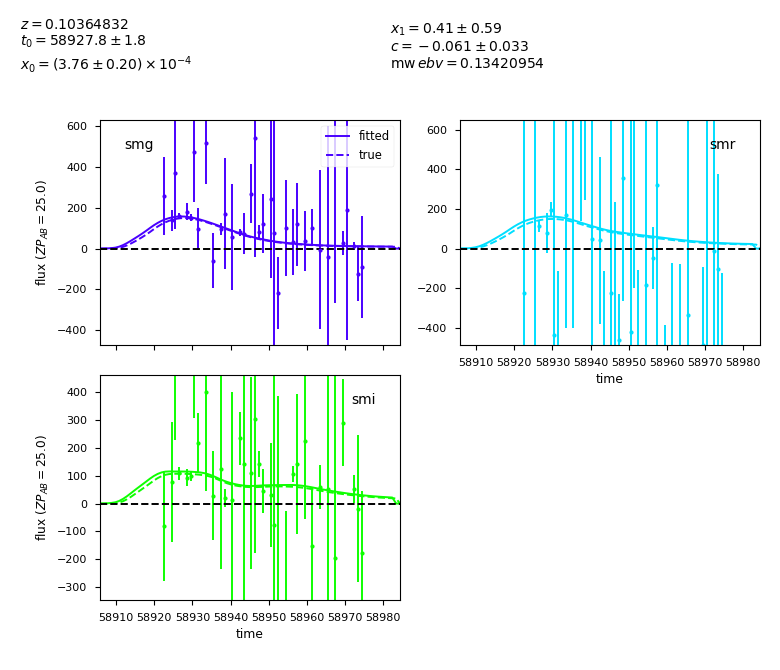 z = 0.10364832
t₀ = 58927.8 ± 1.8
x₀ = (3.76 ± 0.20) × 10⁻⁴
x₁ = 0.41 ± 0.59
c = −0.061 ± 0.033
mw ebv = 0.13420954
smg
fitted
true
600
400
200
0
−200
−400
flux (ZP_AB = 25.0)
smr
600
400
200
0
−200
−400
58910 58920 58930 58940 58950 58960 58970 58980
time
smi
400
300
200
100
0
−100
−200
−300
flux (ZP_AB = 25.0)
58910 58920 58930 58940 58950 58960 58970 58980
time